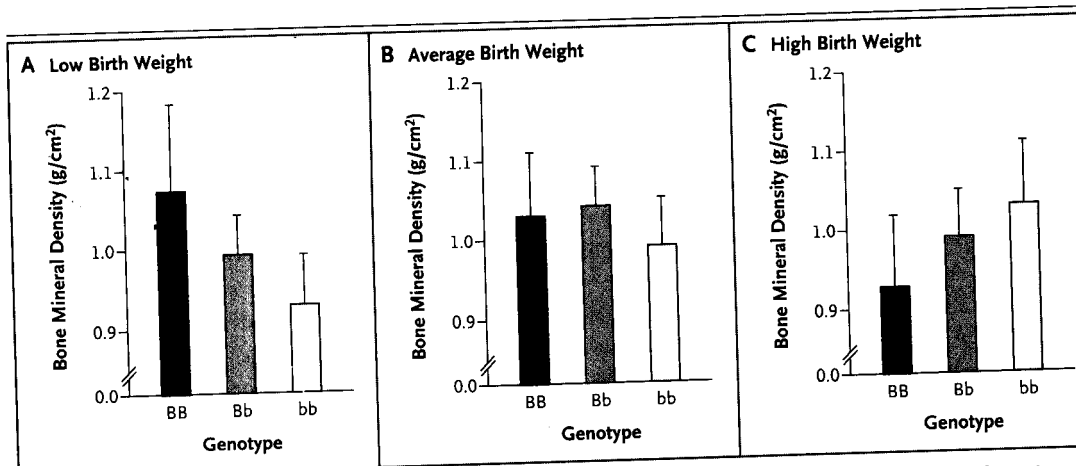 A Low Birth Weight
Bone Mineral Density (g/cm²)
1.2
1.1
1.0
0.9
0.0
BB Bb bb
Genotype
B Average Birth Weight
Bone Mineral Density (g/cm²)
1.2
1.1
1.0
0.9
0.0
BB Bb bb
Genotype
C High Birth Weight
Bone Mineral Density (g/cm²)
1.2
1.1
1.0
0.9
0.0
BB Bb bb
Genotype